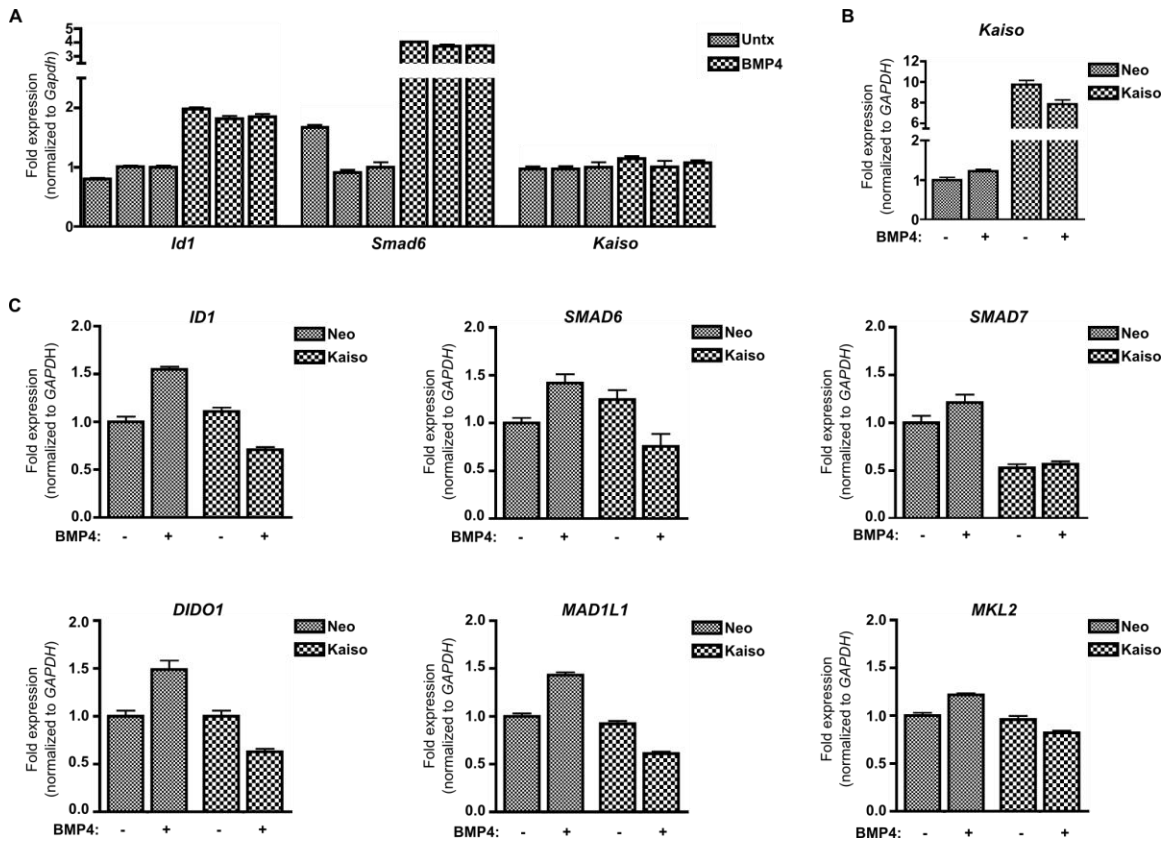 A
Fold expression
(normalized to Gapdh)
5
4
3
2
1
0
Id1
Smad6
Kaiso
Untx
BMP4
B
Kaiso
Fold expression
(normalized to GAPDH)
12
10
8
6
2
1
0
BMP4: - + - +
Neo
Kaiso
C
ID1
Fold expression
(normalized to GAPDH)
2.0
1.5
1.0
0.5
0.0
BMP4: - + - +
Neo
Kaiso
SMAD6
Fold expression
(normalized to GAPDH)
2.0
1.5
1.0
0.5
0.0
BMP4: - + - +
Neo
Kaiso
SMAD7
Fold expression
(normalized to GAPDH)
2.0
1.5
1.0
0.5
0.0
BMP4: - + - +
Neo
Kaiso
DIDO1
Fold expression
(normalized to GAPDH)
2.0
1.5
1.0
0.5
0.0
BMP4: - + - +
Neo
Kaiso
MAD1L1
Fold expression
(normalized to GAPDH)
2.0
1.5
1.0
0.5
0.0
BMP4: - + - +
Neo
Kaiso
MKL2
Fold expression
(normalized to GAPDH)
2.0
1.5
1.0
0.5
0.0
BMP4: - + - +
Neo
Kaiso